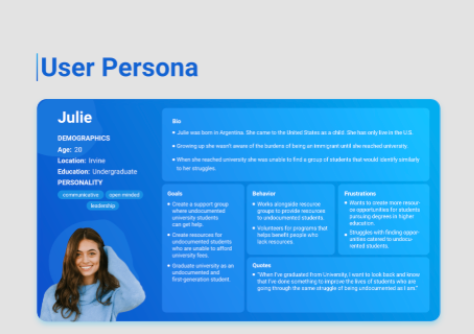 User Persona
Julie
DEMOGRAPHICS
Age: 28
Location: Irvine
Education: Undergraduate
PERSONALITY
communicative
open minded
leadership
Bio
Julie was born in Argentina. She came to the United States as a child. She has only live in the U.S.
Growing up she wasn't aware of the burdens of being an immigrant until she reached university.
When she reached university she was unable to find a group of students that would identify similarly
to her struggles.
Goals
Create a support group
where undocumented
university students
can get help.
Create resources for
undocumented students
who are unable to afford
university fees.
Graduate university as an
undocumented and
first-generation student.
Behavior
Works alongside resource
groups to provide resources
to undocumented students.
Volunteers for programs that
helps benefit people who
lack resources.
Frustrations
Wants to create more resour
ce opportunities for students
pursuing degrees in higher
education.
Struggles with finding oppor
unities catered to undocu-
mented students.
Quotes
"When I've graduated from University, I want to look back and know
that I've done something to improve the lives of students who are
going through the same struggle of being undocumented as I am."